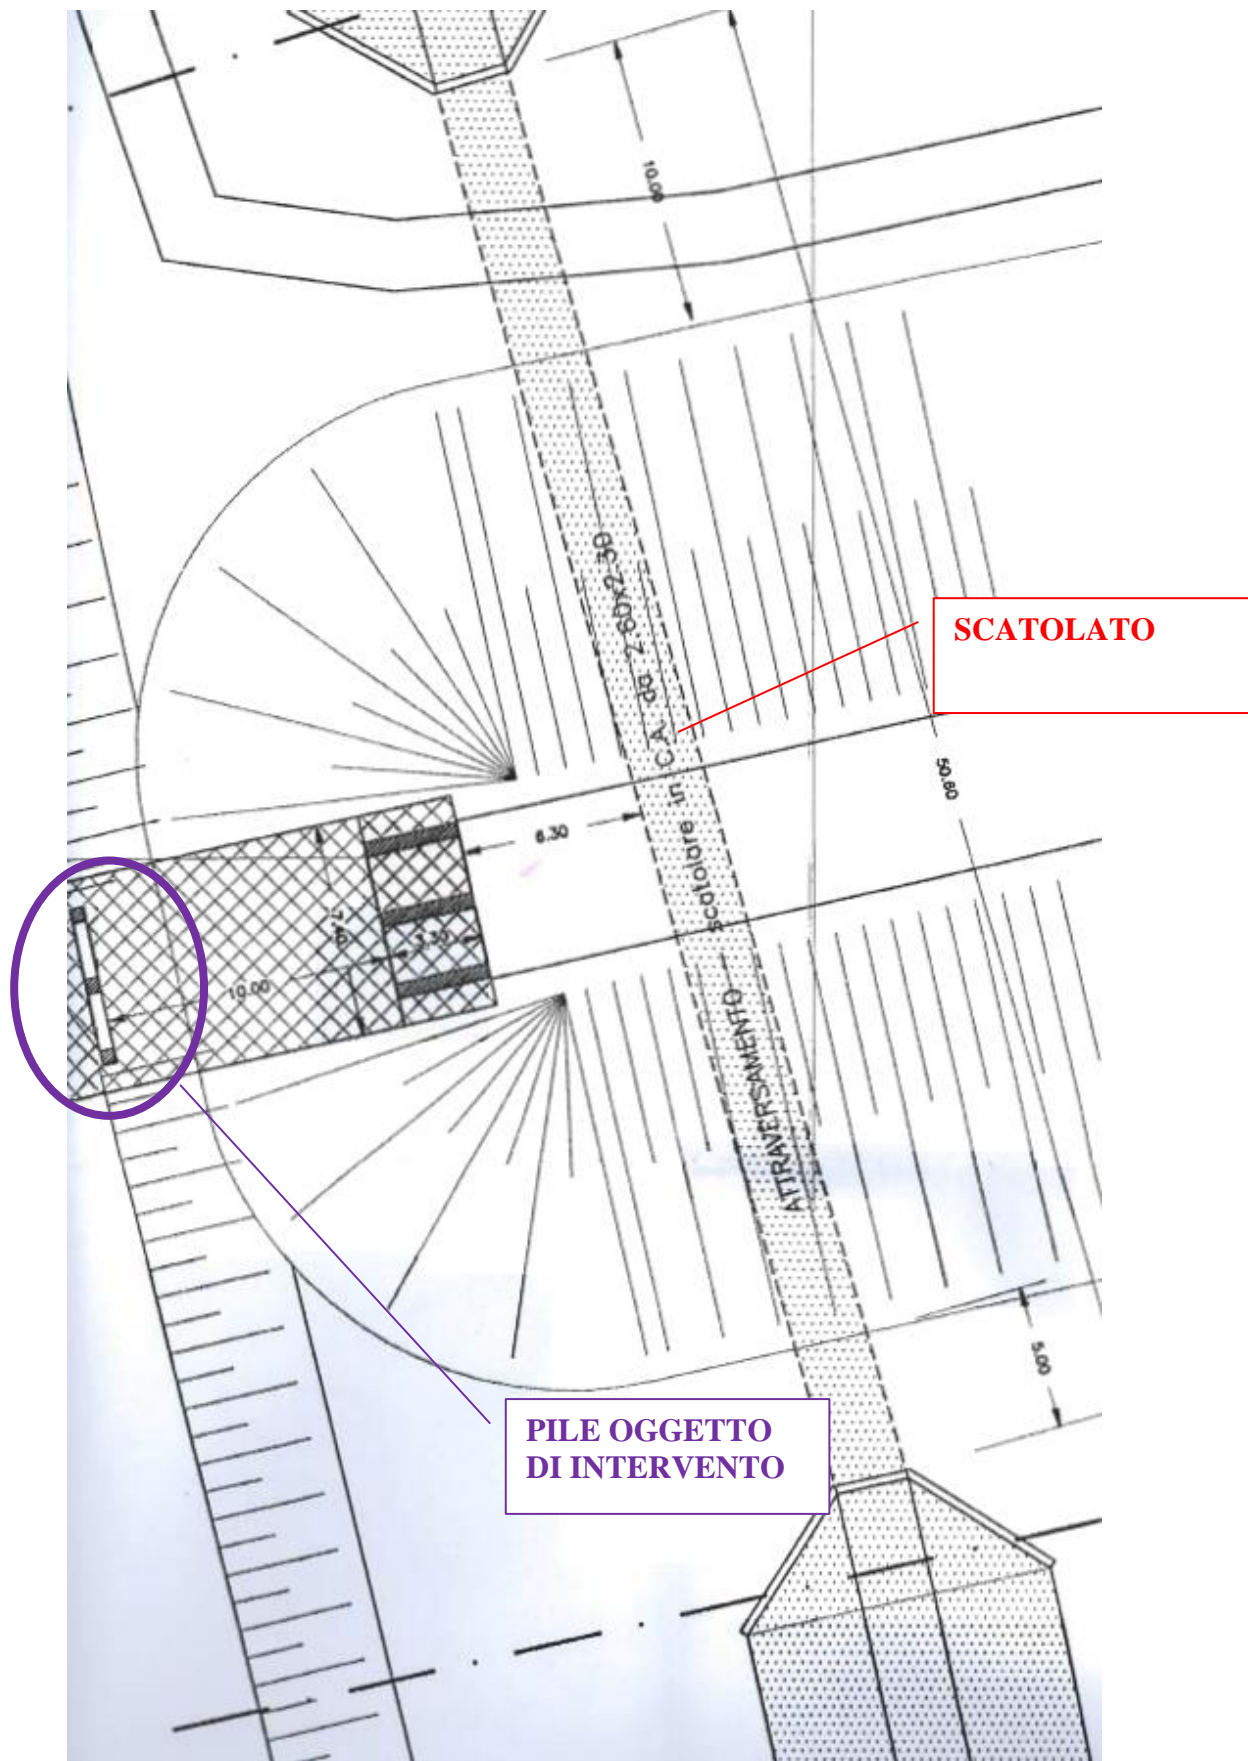 10.00
SCATOLATO
50.60
6.30
7.40
3.30
10.00
ATTRAVERSAMENTO scatolare in C.A. da 2.60x2.30
5.00
PILE OGGETTO
DI INTERVENTO